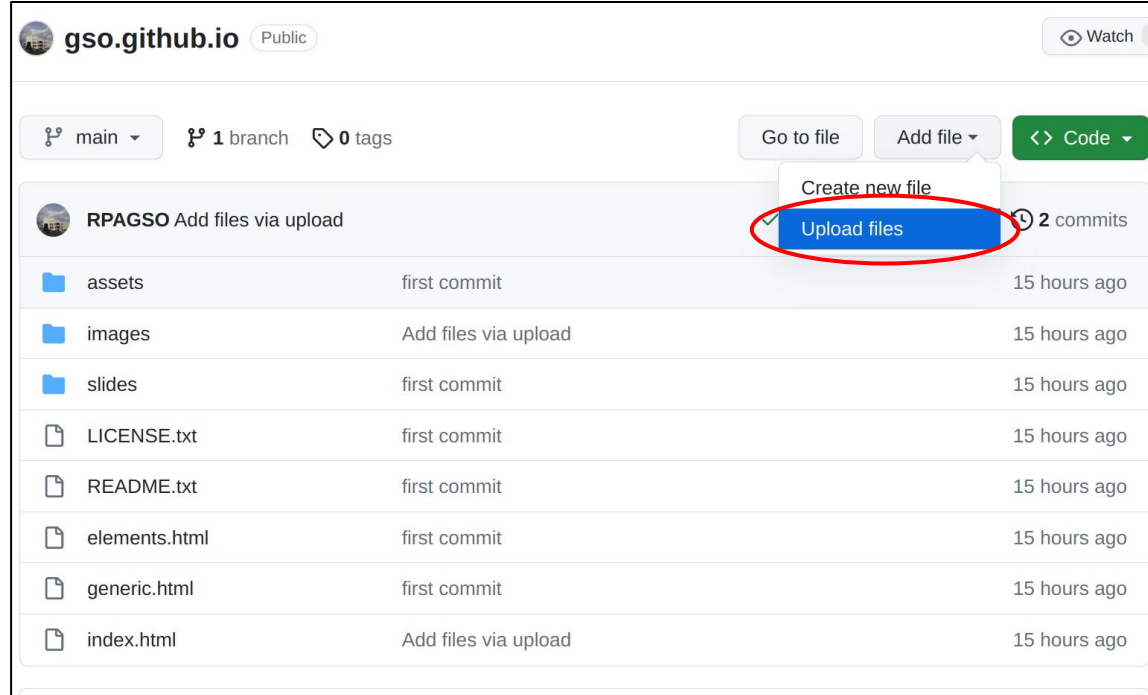 gso.github.io Public Watch
main 1 branch 0 tags Go to file Add file Code
Create new file
RPAGSO Add files via upload Upload files 2 commits
assets first commit 15 hours ago
images Add files via upload 15 hours ago
slides first commit 15 hours ago
LICENSE.txt first commit 15 hours ago
README.txt first commit 15 hours ago
elements.html first commit 15 hours ago
generic.html first commit 15 hours ago
index.html Add files via upload 15 hours ago